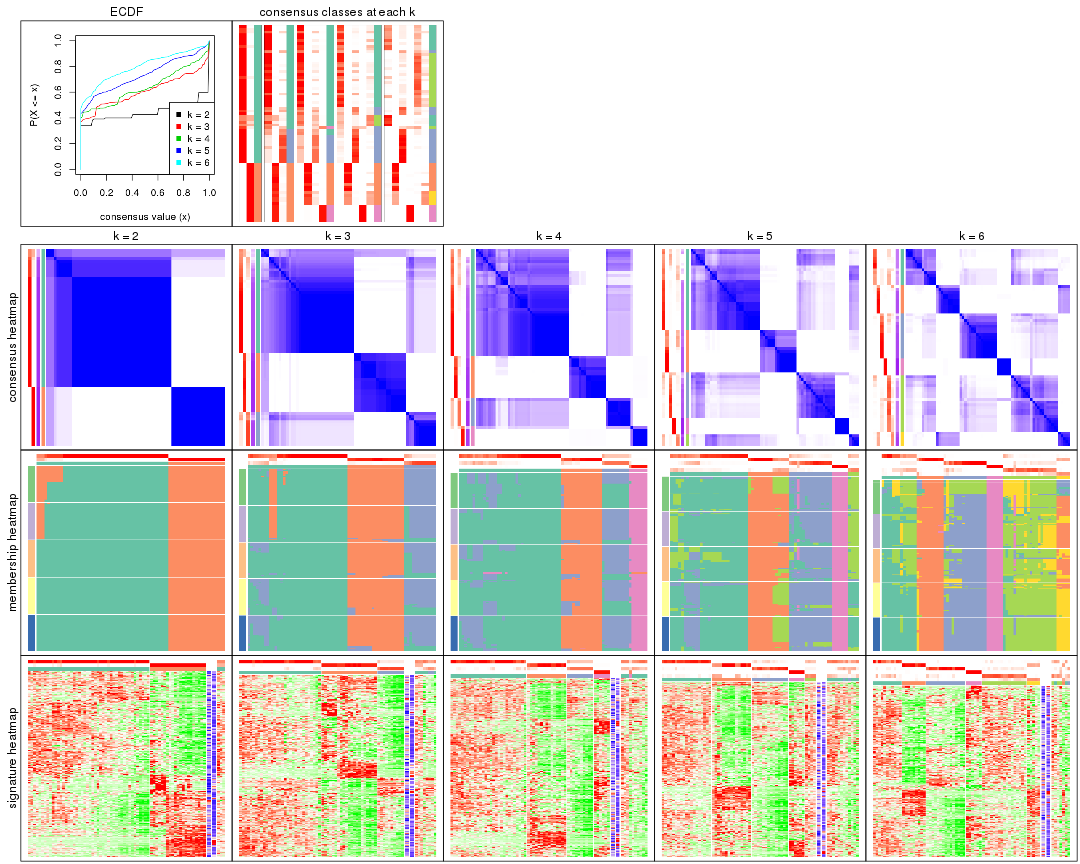 ECDF
consensus classes at each k
P(X <= x)
0.0 0.2 0.4 0.6 0.8 1.0
k = 2
k = 3
k = 4
k = 5
k = 6
0.0 0.2 0.4 0.6 0.8 1.0
consensus value (x)
k = 2
k = 3
k = 4
k = 5
k = 6
consensus heatmap
membership heatmap
signature heatmap